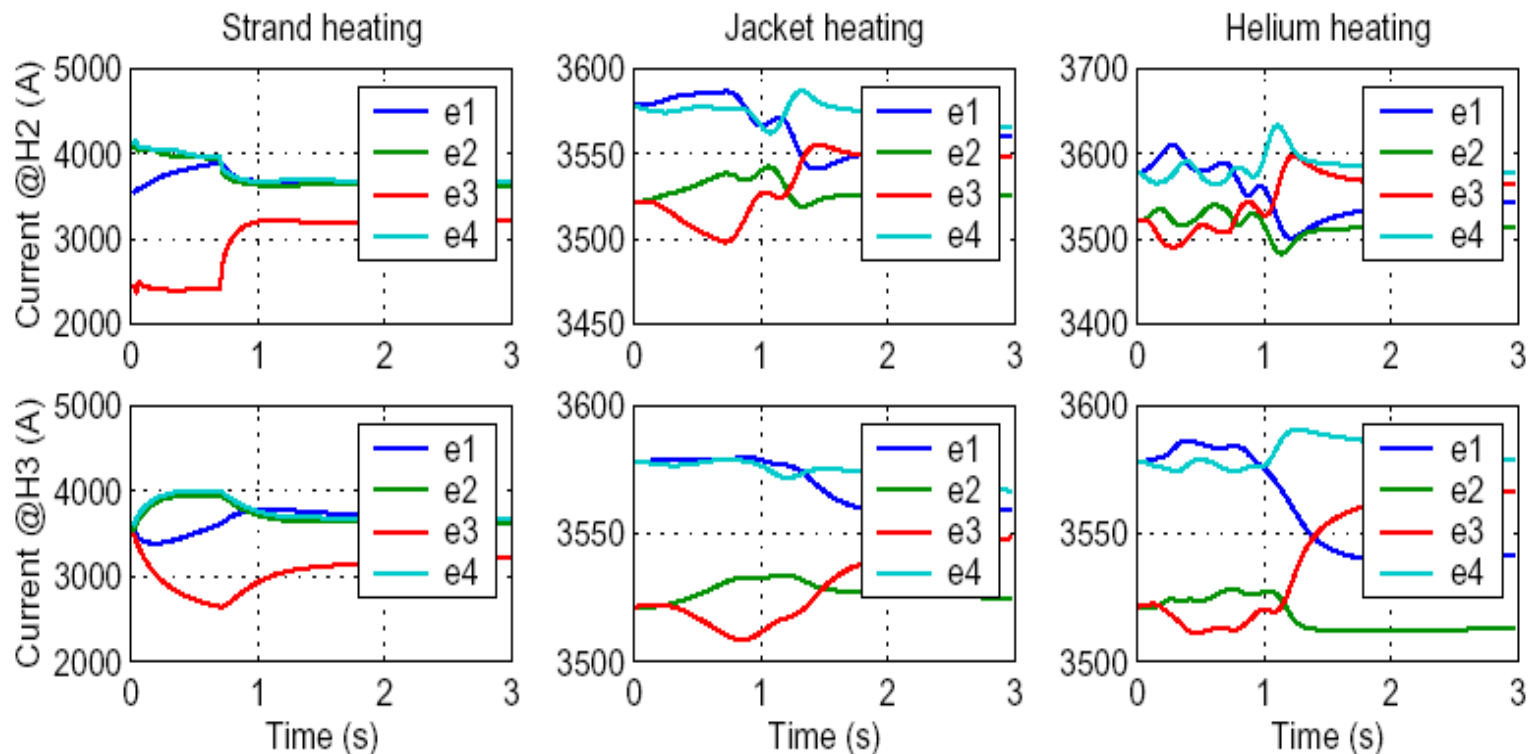 Strand heating
Jacket heating
Helium heating
Current @H2 (A)
5000
4000
3000
2000
0
1
2
3
e1
e2
e3
e4
3600
3550
3500
3450
0
1
2
3
e1
e2
e3
e4
3700
3600
3500
3400
0
1
2
3
e1
e2
e3
e4
Current @H3 (A)
5000
4000
3000
2000
0
1
2
3
Time (s)
e1
e2
e3
e4
3600
3550
3500
0
1
2
3
Time (s)
e1
e2
e3
e4
3600
3550
3500
0
1
2
3
Time (s)
e1
e2
e3
e4